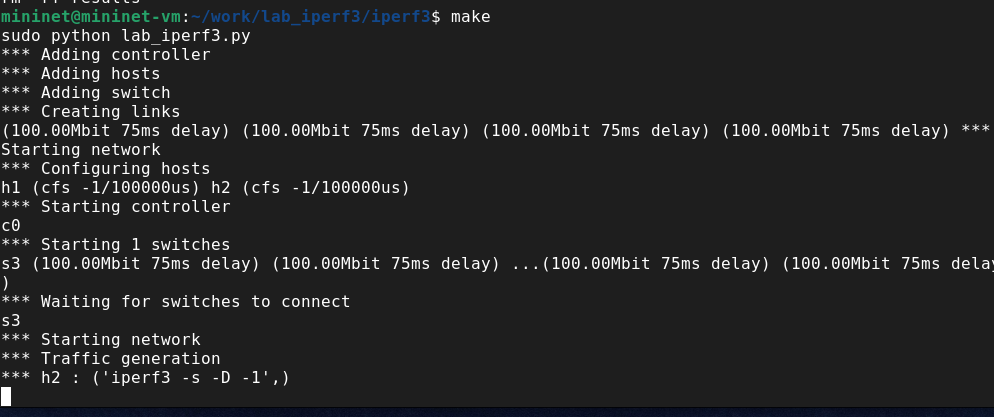 rm -rf results
mininet@mininet-vm:~/work/lab_iperf3/iperf3$ make
sudo python lab_iperf3.py
*** Adding controller
*** Adding hosts
*** Adding switch
*** Creating links
(100.00Mbit 75ms delay) (100.00Mbit 75ms delay) (100.00Mbit 75ms delay) (100.00Mbit 75ms delay) ***
Starting network
*** Configuring hosts
h1 (cfs -1/100000us) h2 (cfs -1/100000us)
*** Starting controller
c0
*** Starting 1 switches
s3 (100.00Mbit 75ms delay) (100.00Mbit 75ms delay) ...(100.00Mbit 75ms delay) (100.00Mbit 75ms delay
)
*** Waiting for switches to connect
s3
*** Starting network
*** Traffic generation
*** h2 : ('iperf3 -s -D -1',)